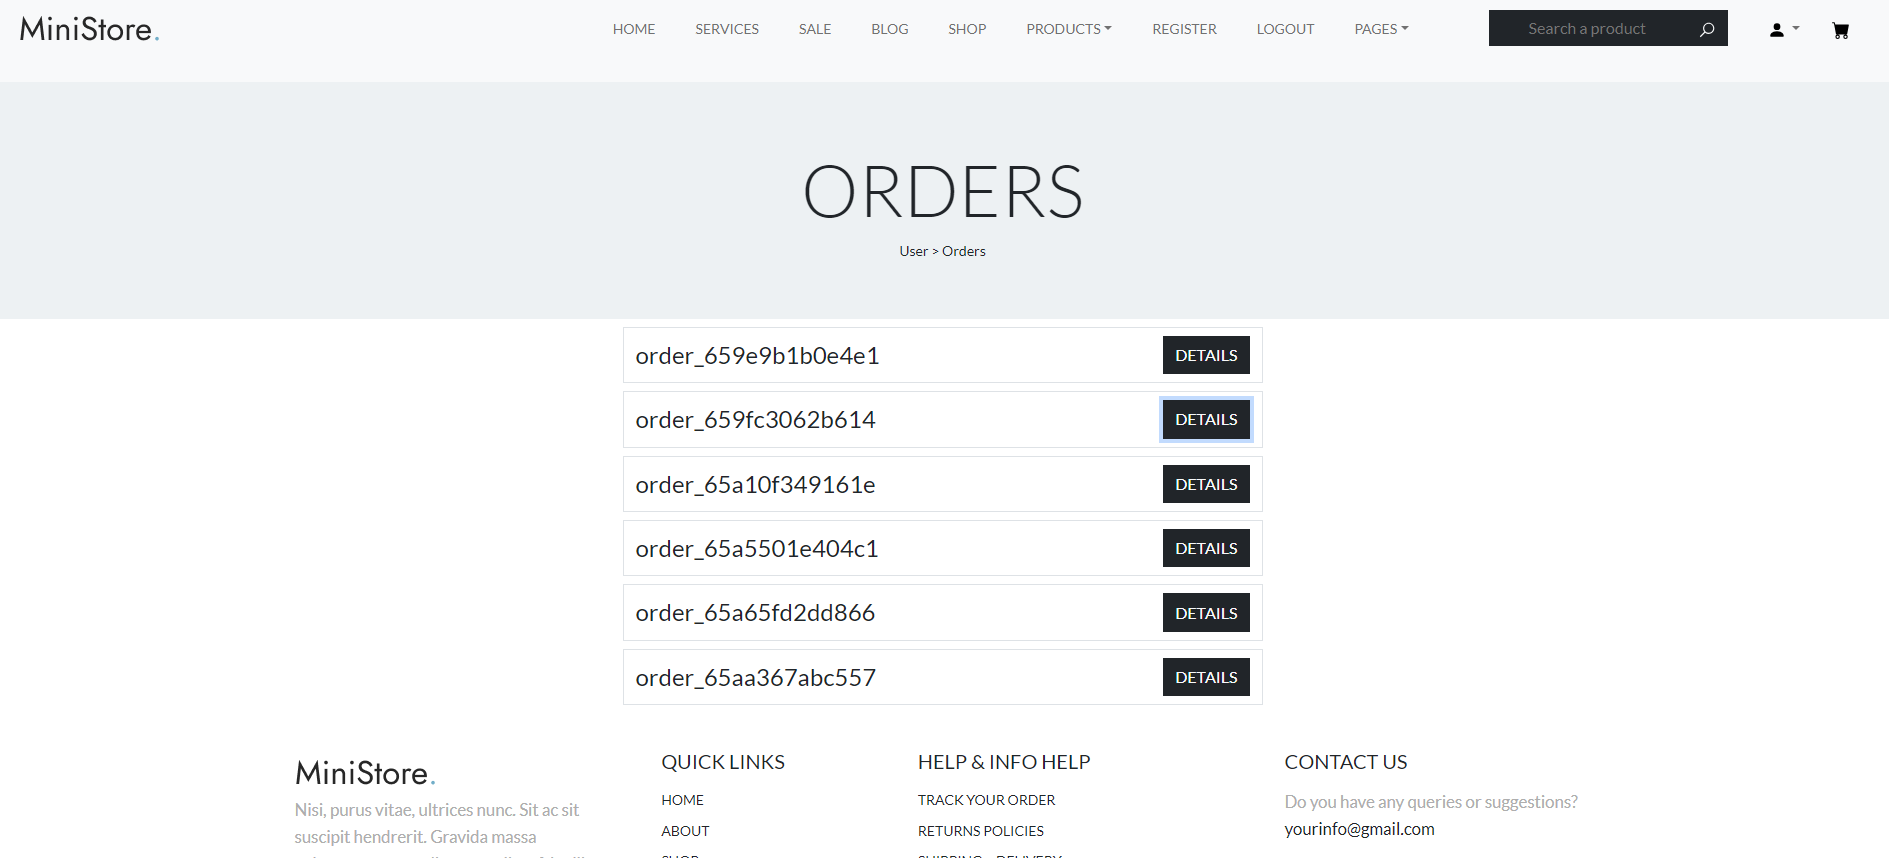 MiniStore.
HOME SERVICES SALE BLOG SHOP PRODUCTS REGISTER LOGOUT PAGES
Search a product
ORDERS
User > Orders
order_659e9b1b0e4e1 DETAILS
order_659fc3062b614 DETAILS
order_65a10f349161e DETAILS
order_65a5501e404c1 DETAILS
order_65a65fd2dd866 DETAILS
order_65aa367abc557 DETAILS
MiniStore.
Nisi, purus vitae, ultrices nunc. Sit ac sit
suscipit hendrerit. Gravida massa
QUICK LINKS
HOME
ABOUT
SHOP
HELP & INFO HELP
TRACK YOUR ORDER
RETURNS POLICIES
SHIPPING + DELIVERY
CONTACT US
Do you have any queries or suggestions?
yourinfo@gmail.com